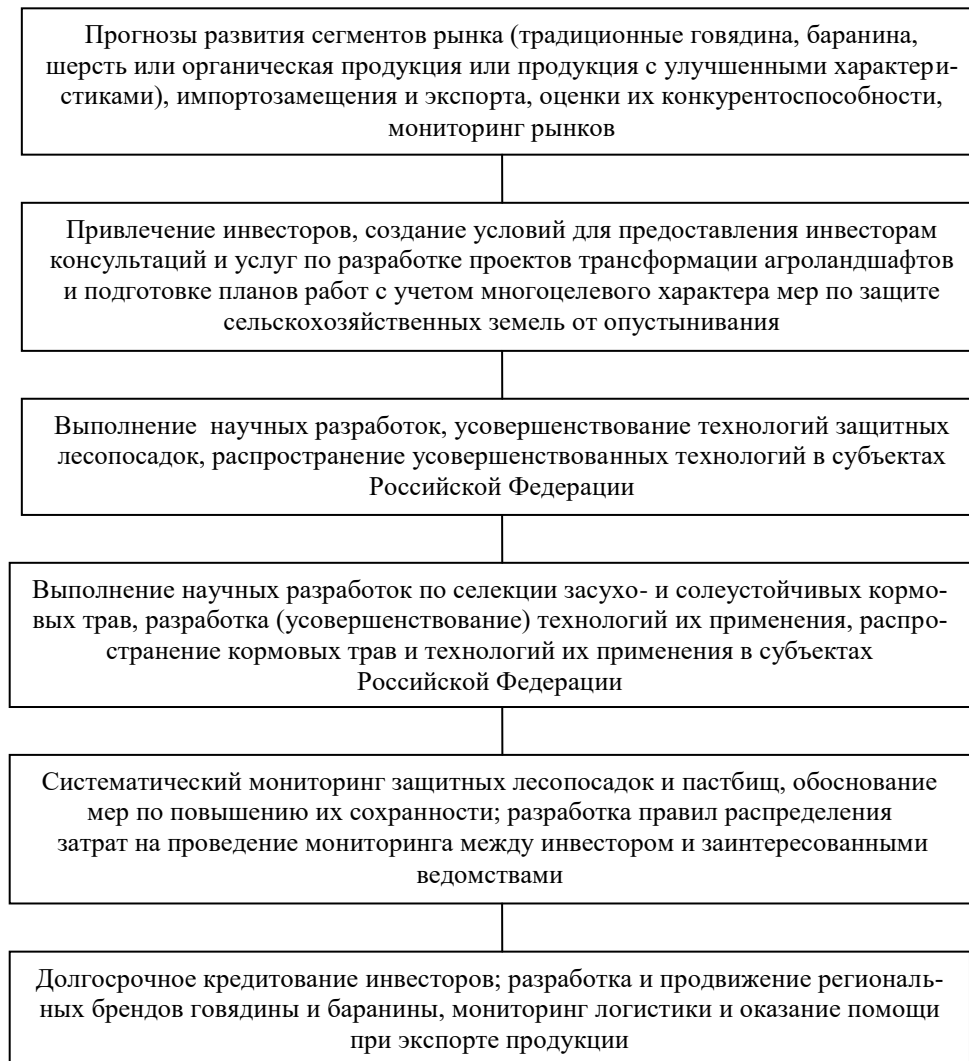 Прогнозы развития сегментов рынка (традиционные говядина, баранина,
шерсть или органическая продукция или продукция с улучшенными характери-
стиками), импортозамещения и экспорта, оценки их конкурентоспособности,
мониторинг рынков
Привлечение инвесторов, создание условий для предоставления инвесторам
консультаций и услуг по разработке проектов трансформации агроландшафтов
и подготовке планов работ с учетом многоцелевого характера мер по защите
сельскохозяйственных земель от опустынивания
Выполнение научных разработок, усовершенствование технологий защитных
лесопосадок, распространение усовершенствованных технологий в субъектах
Российской Федерации
Выполнение научных разработок по селекции засухо- и солеустойчивых кормо-
вых трав, разработка (усовершенствование) технологий их применения, распро-
странение кормовых трав и технологий их применения в субъектах
Российской Федерации
Систематический мониторинг защитных лесопосадок и пастбищ, обоснование
мер по повышению их сохранности; разработка правил распределения
затрат на проведение мониторинга между инвестором и заинтересованными
ведомствами
Долгосрочное кредитование инвесторов; разработка и продвижение региональ-
ных брендов говядины и баранины, мониторинг логистики и оказание помощи
при экспорте продукции